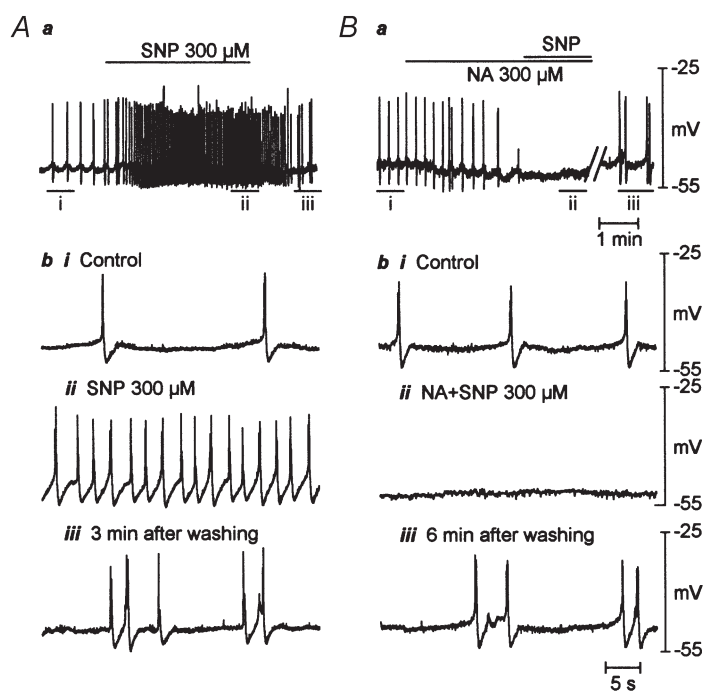 A a
SNP 300 µM
i
ii
iii
b i Control
ii SNP 300 µM
iii 3 min after washing
B a
SNP
NA 300 µM
-25
mV
-55
i
ii
iii
1 min
b i Control
-25
mV
-55
ii NA+SNP 300 µM
-25
mV
-55
iii 6 min after washing
-25
mV
-55
5 s